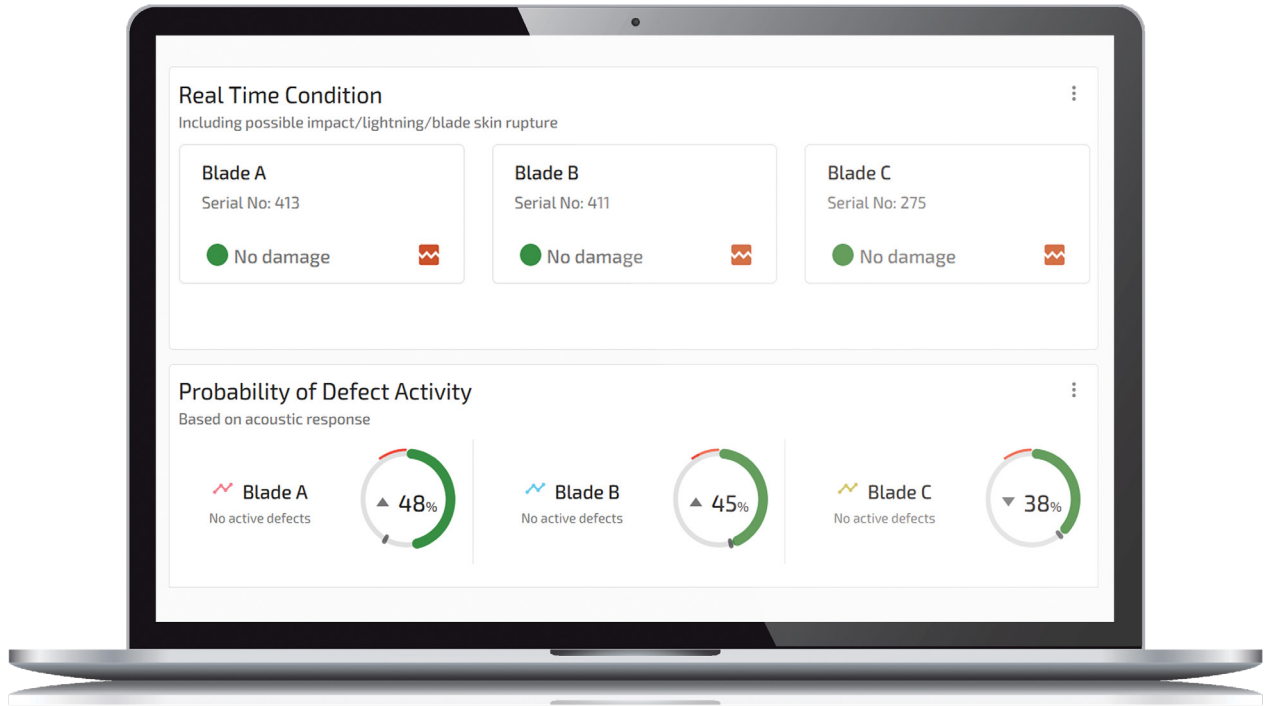 Real Time Condition
Including possible impact/lightning/blade skin rupture
Blade A
Serial No: 413
No damage
Blade B
Serial No: 411
No damage
Blade C
Serial No: 275
No damage
Probability of Defect Activity
Based on acoustic response
Blade A
No active defects
48%
Blade B
No active defects
45%
Blade C
No active defects
38%